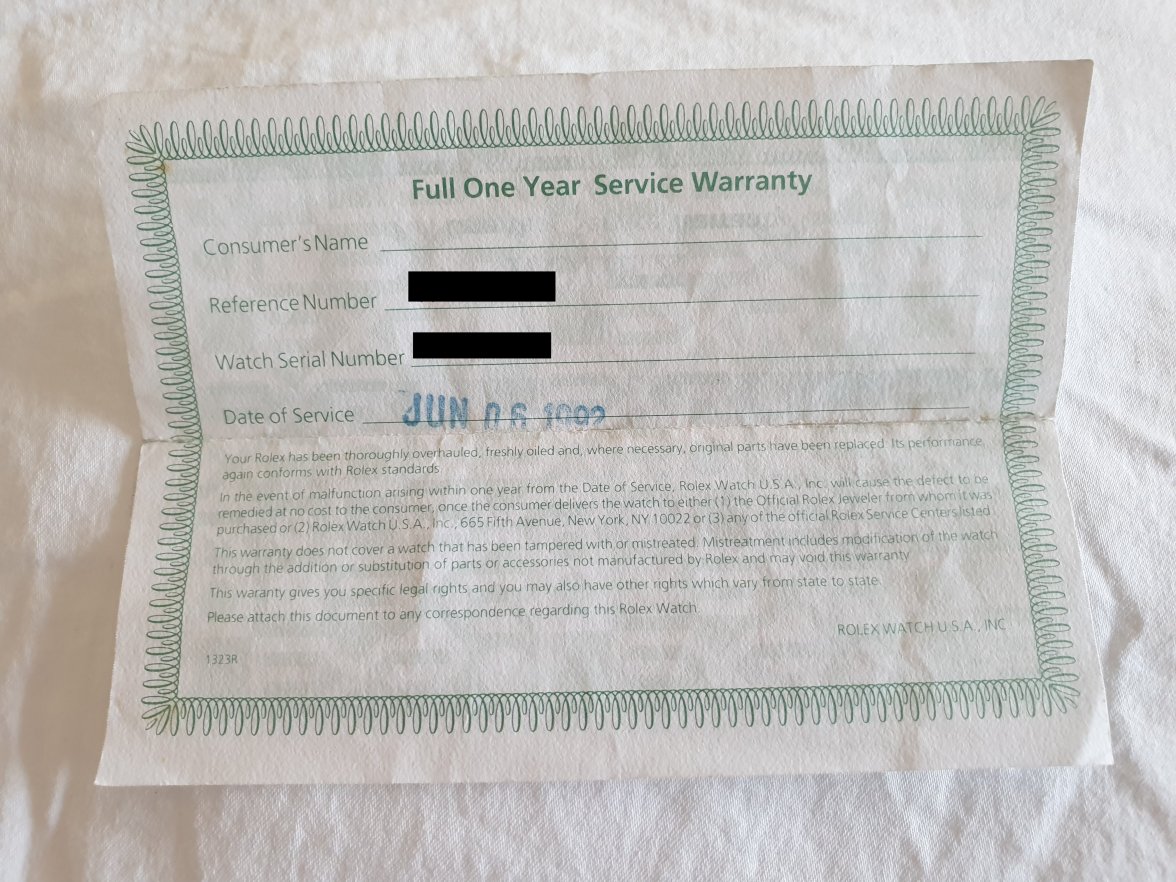 Full One Year Service Warranty
Consumer's Name
Reference Number
Watch Serial Number
Date of Service JUN 06 1992
Your Rolex has been thoroughly overhauled, freshly oiled and, where necessary, original parts have been replaced. Its performance,
again conforms with Rolex standards.
In the event of malfunction arising within one year from the Date of Service, Rolex Watch U.S.A., Inc. will cause the defect to be
remedied at no cost to the consumer, once the consumer delivers the watch to either (1) the Official Rolex Jeweler from whom it was
purchased or (2) Rolex Watch U.S.A., Inc., 665 Fifth Avenue, New York, NY 10022 or (3) any of the official Rolex Service Centers listed.
This warranty does not cover a watch that has been tampered with or mistreated. Mistreatment includes modification of the watch
through the addition or substitution of parts or accessories not manufactured by Rolex and may void this warranty.
This waranty gives you specific legal rights and you may also have other rights which vary from state to state.
Please attach this document to any correspondence regarding this Rolex Watch.
ROLEX WATCH U.S.A., INC.
1323R